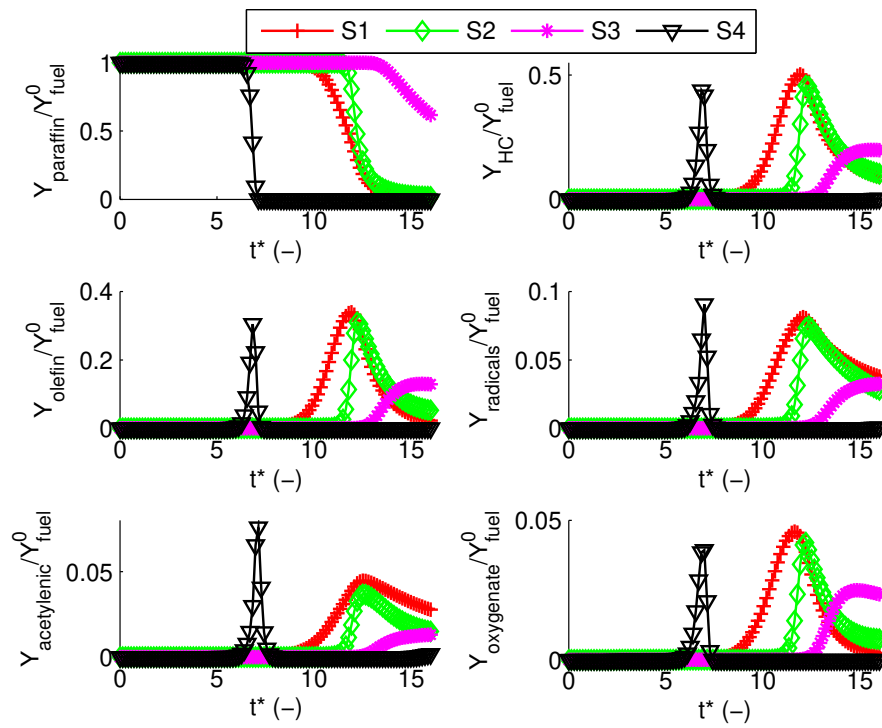 S1 S2 S3 S4
Y_paraffin/Y^0_fuel
1
0.5
0
0 5 10 15
t* (−)
Y_HC/Y^0_fuel
0.5
0
0 5 10 15
t* (−)
Y_olefin/Y^0_fuel
0.4
0.2
0
0 5 10 15
t* (−)
Y_radicals/Y^0_fuel
0.1
0.05
0
0 5 10 15
t* (−)
Y_acetylenic/Y^0_fuel
0.05
0
0 5 10 15
t* (−)
Y_oxygenate/Y^0_fuel
0.05
0
0 5 10 15
t* (−)